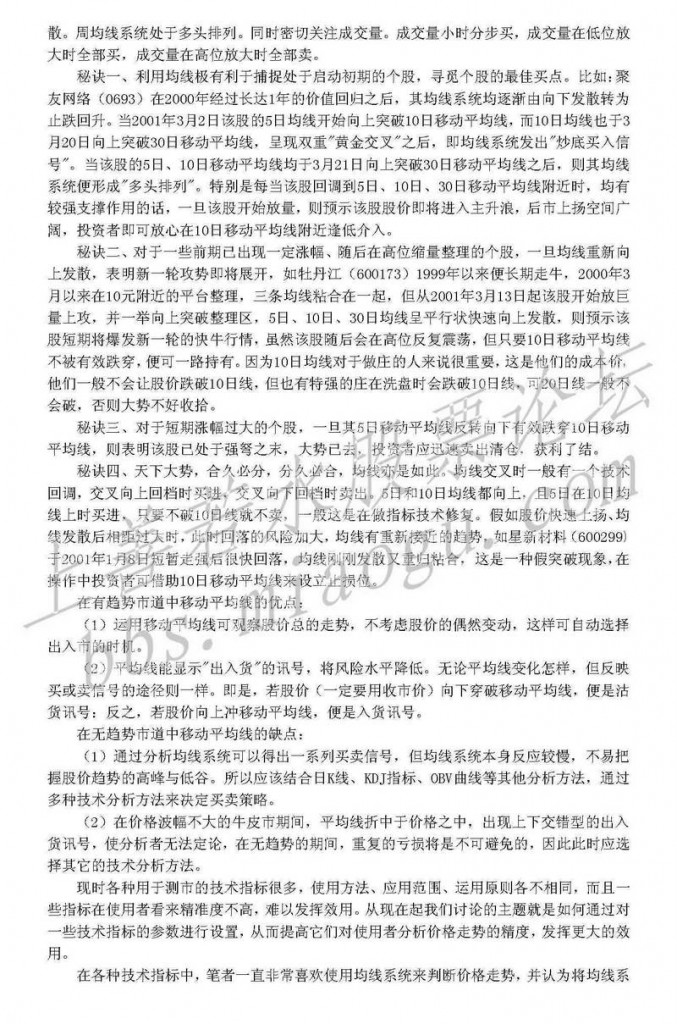 散。周均线系统处于多头排列。同时密切关注成交量。成交量小时分步买，成交量在低位放
大时全部买，成交量在高位放大时全部卖。
秘诀一、利用均线极有利于捕捉处于启动初期的个股，寻觅个股的最佳买点。比如：聚
友网络（0693）在2000年经过长达1年的价值回归之后，其均线系统均逐渐由向下发散转为
止跌回升。当2001年3月2日该股的5日均线开始向上突破10日移动平均线，而10日均线也于3
月20日向上突破30日移动平均线，呈现双重"黄金交叉"之后，即均线系统发出"抄底买入信
号"。当该股的5日、10日移动平均线均于3月21日向上突破30日移动平均线之后，则其均线
系统便形成"多头排列"。特别是每当该股回调到5日、10日、30日移动平均线附近时，均有
较强支撑作用的话，一旦该股开始放量，则预示该股股价即将进入主升浪，后市上扬空间广
阔，投资者即可放心在10日移动平均线附近逢低介入。
秘诀二、对于一些前期已出现一定涨幅、随后在高位缩量整理的个股，一旦均线重新向
上发散，表明新一轮攻势即将展开，如牡丹江（600173）1999年以来便长期走牛，2000年3
月以来在10元附近的平台整理，三条均线粘合在一起，但从2001年3月13日起该股开始放巨
量上攻，并一举向上突破整理区，5日、10日、30日均线呈平行状快速向上发散，则预示该
股短期将爆发新一轮的快牛行情，虽然该股随后会在高位反复震荡，但只要10日移动平均线
不被有效跌穿，便可一路持有。因为10日均线对于做庄的人来说很重要，这是他们的成本价，
他们一般不会让股价跌破10日线，但也有特强的庄在洗盘时会跌破10日线，可20日线一般不
会破，否则大势不好收拾。
秘诀三、对于短期涨幅过大的个股，一旦其5日移动平均线反转向下有效跌穿10日移动
平均线，则表明该股已处于强弩之末，大势已去，投资者应迅速卖出清仓，获利了结。
秘诀四、天下大势，合久必分，分久必合，均线亦是如此。均线交叉时一般有一个技术
回调，交叉向上回档时买进，交叉向下回档时卖出。5日和10日均线都向上，且5日在10日均
线上时买进，只要不破10日线就不卖，一般这是在做指标技术修复。假如股价快速上扬、均
线发散后相距过大时，此时回落的风险加大，均线有重新接近的趋势，如星新材料(600299)
于2001年1月8日短暂走强后很快回落，均线刚刚发散又重归粘合，这是一种假突破现象，在
操作中投资者可借助10日移动平均线来设立止损位。
在有趋势市道中移动平均线的优点：
（1）运用移动平均线可观察股价总的走势，不考虑股价的偶然变动，这样可自动选择
出入市的时机。
（2）平均线能显示"出入货"的讯号，将风险水平降低。无论平均线变化怎样，但反映
买或卖信号的途径则一样。即是，若股价（一定要用收市价）向下穿破移动平均线，便是沽
货讯号：反之，若股价向上冲移动平均线，便是入货讯号。
在无趋势市道中移动平均线的缺点：
（1）通过分析均线系统可以得出一系列买卖信号，但均线系统本身反应较慢，不易把
握股价趋势的高峰与低谷。所以应该结合日K线、KDJ指标、OBV曲线等其他分析方法，通过
多种技术分析方法来决定买卖策略。
（2）在价格波幅不大的牛皮市期间，平均线折中于价格之中，出现上下交错型的出入
货讯号，使分析者无法定论，在无趋势的期间，重复的亏损将是不可避免的，因此此时应选
择其它的技术分析方法。
现时各种用于测市的技术指标很多，使用方法、应用范围、运用原则各不相同，而且一
些指标在使用者看来精准度不高，难以发挥效用。从现在起我们讨论的主题就是如何通过对
一些技术指标的参数进行设置，从而提高它们对使用者分析价格走势的精度，发挥更大的效
用。
在各种技术指标中，笔者一直非常喜欢使用均线系统来判断价格走势，并认为将均线系
上善若水股票论坛
bbs.miaogu.com